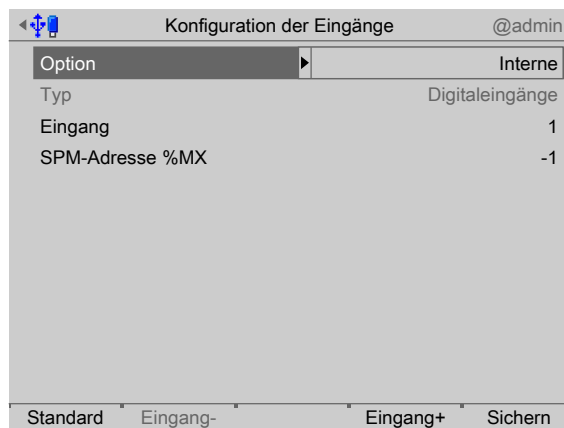 Konfiguration der Eingänge @admin
Option Interne
Typ Digitaleingänge
Eingang 1
SPM-Adresse %MX -1
Standard Eingang- Eingang+ Sichern